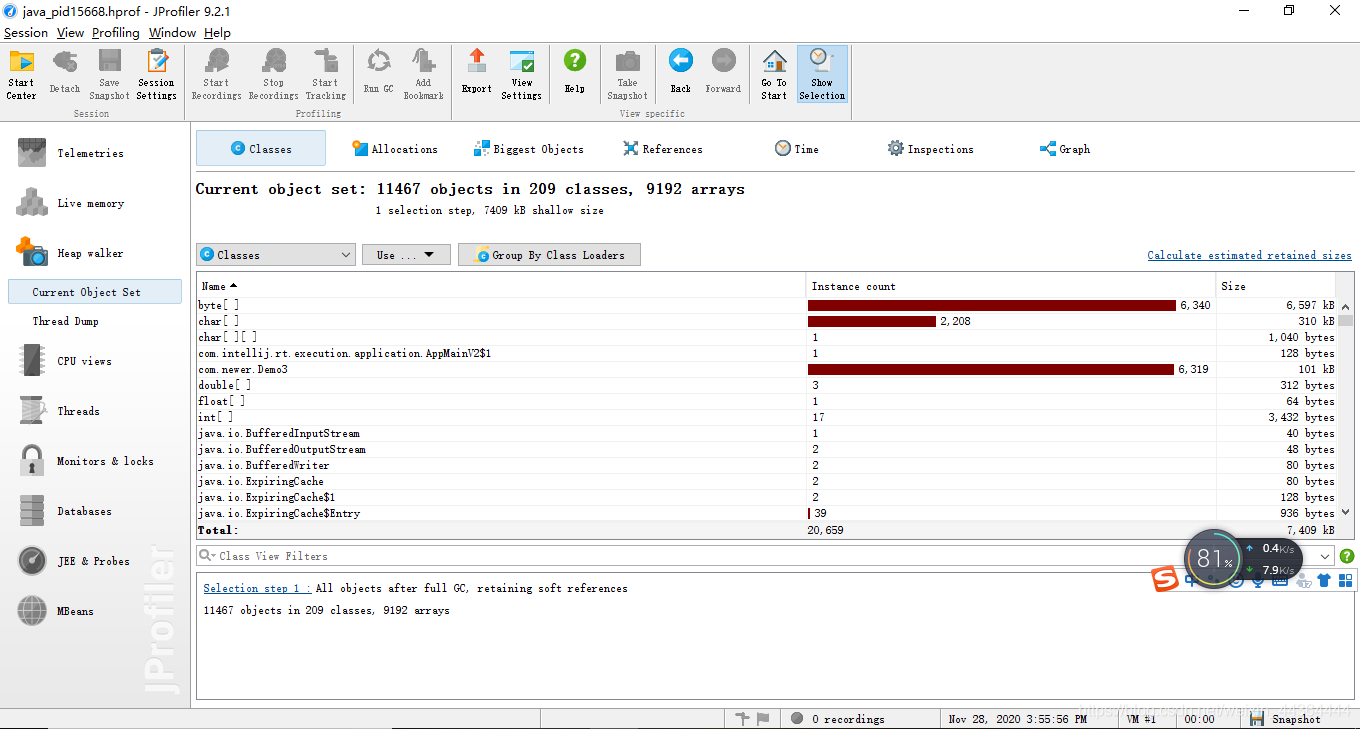 java_pid15668.hprof - JProfiler 9.2.1
Session View Profiling Window Help
Start Center
Detach
Save Snapshot
Session Settings
Start Recordings
Stop Recordings
Start Tracking
Run GC
Add Bookmark
Export
View Settings
Help
Take Snapshot
Back
Forward
Go To Start
Show Selection
Session
Profiling
View specific
Telemetries
Live memory
Heap walker
Current Object Set
Thread Dump
CPU views
Threads
Monitors & locks
Databases
JEE & Probes
MBeans
JProfiler
Classes Allocations Biggest Objects References Time Inspections Graph
Current object set: 11467 objects in 209 classes, 9192 arrays
1 selection step, 7409 kB shallow size
Classes Use ... Group By Class Loaders Calculate estimated retained sizes
Name Instance count Size
byte[ ] 6,340 6,597 kB
char[ ] 2,208 310 kB
char[ ][ ] 1 1,040 bytes
com.intellij.rt.execution.application.AppMainV2$1 1 128 bytes
com.newer.Demo3 6,319 101 kB
double[ ] 3 312 bytes
float[ ] 1 64 bytes
int[ ] 17 3,432 bytes
java.io.BufferedInputStream 1 40 bytes
java.io.BufferedOutputStream 2 48 bytes
java.io.BufferedWriter 2 80 bytes
java.io.ExpiringCache 2 80 bytes
java.io.ExpiringCache$1 2 128 bytes
java.io.ExpiringCache$Entry 39 936 bytes
Total: 20,659 7,409 kB
Class View Filters
81%
0.4K/s
7.9K/s
Selection step 1 : All objects after full GC, retaining soft references
11467 objects in 209 classes, 9192 arrays
0 recordings Nov 28, 2020 3:55:56 PM VM #1 00:00 Snapshot